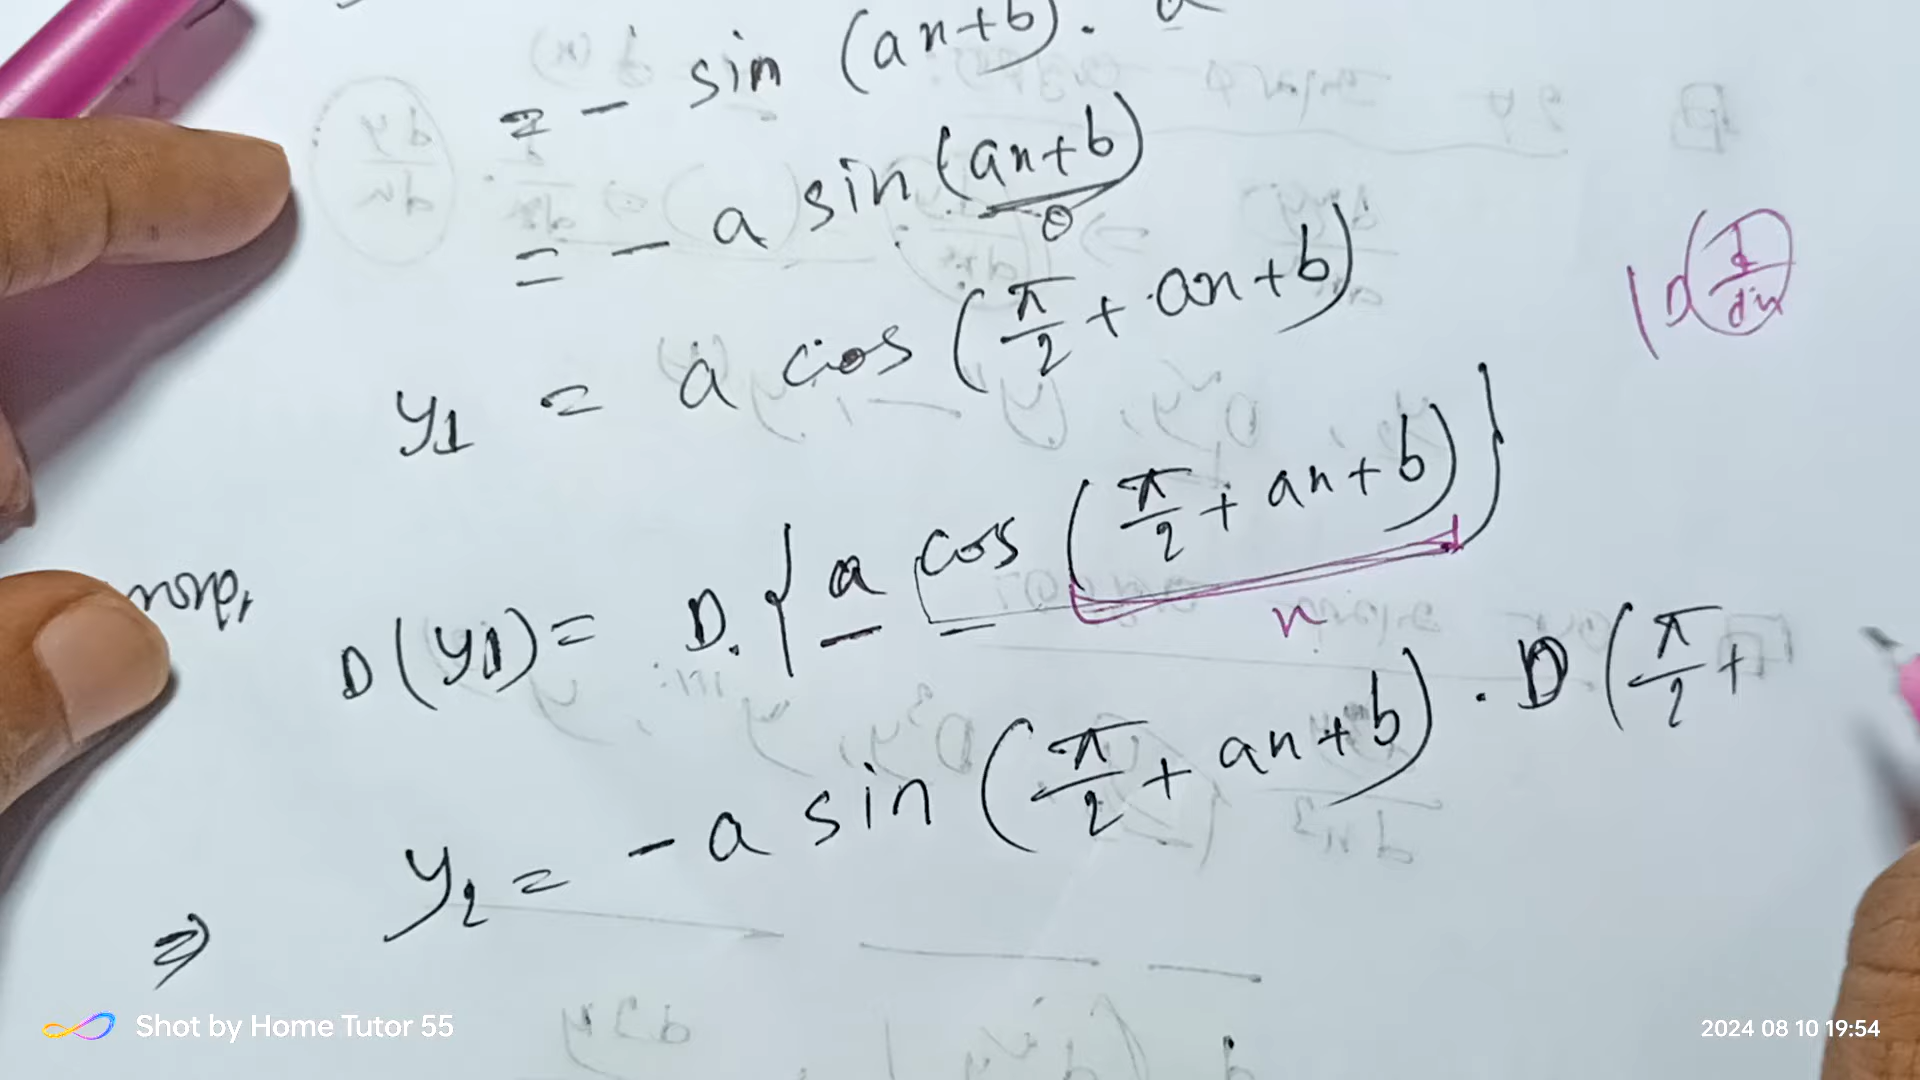 = - sin (ax+b). a
= - a sin(ax+b)
θ
y1 = a cos (π/2 + ax+b)
| D (d/dx)
D(y1) = D. { a cos (π/2 + ax+b) }
x
⇒ y2 = - a sin (π/2 + ax+b) . D (π/2 +
Shot by Home Tutor 55
2024 08 10 19:54